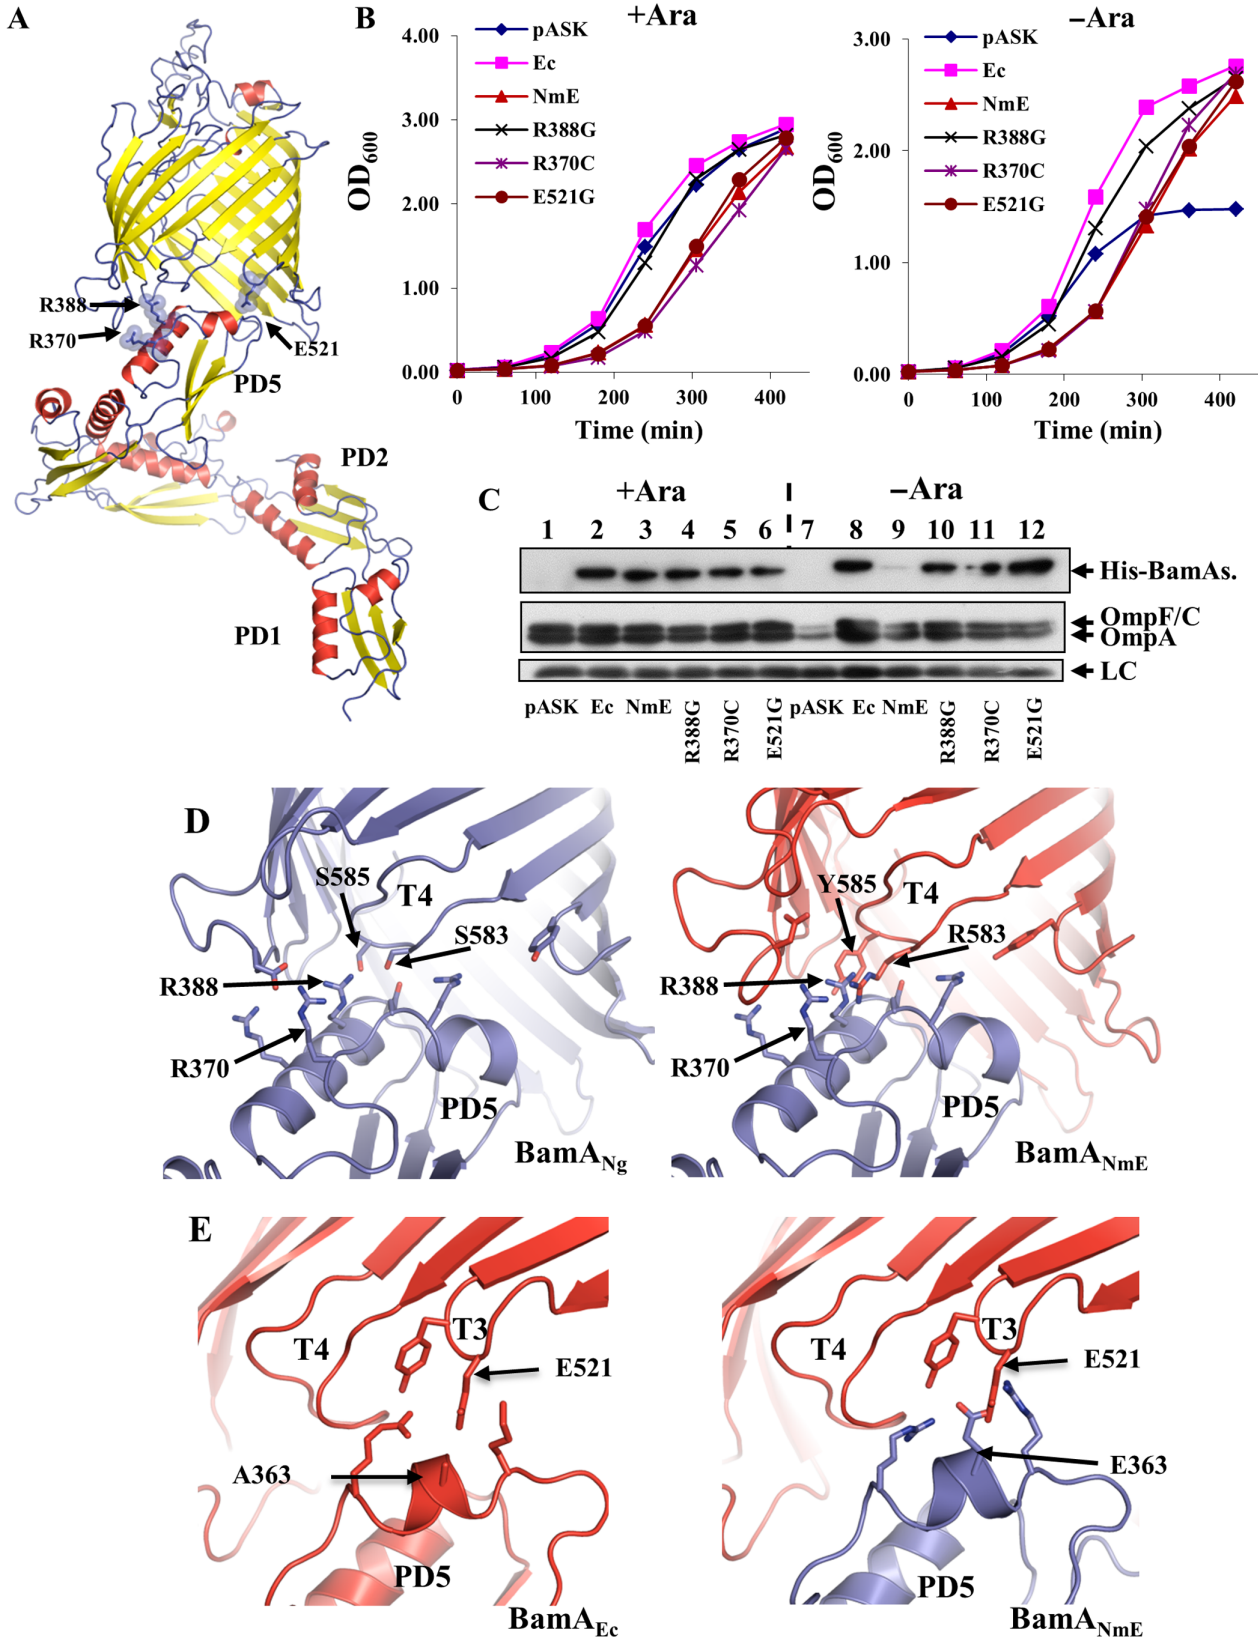 A
R388
R370
E521
PD5
PD2
PD1
B
+Ara
4.00
3.00
2.00
1.00
0.00
OD600
pASK
Ec
NmE
R388G
R370C
E521G
0 100 200 300 400
Time (min)
–Ara
3.00
2.00
1.00
0.00
OD600
pASK
Ec
NmE
R388G
R370C
E521G
0 100 200 300 400
Time (min)
C
+Ara –Ara
1 2 3 4 5 6 7 8 9 10 11 12
His-BamAs.
OmpF/C
OmpA
LC
pASK Ec NmE R388G R370C E521G pASK Ec NmE R388G R370C E521G
D
S585
T4
S583
R388
R370
PD5
BamANg
Y585
T4
R583
R388
R370
PD5
BamANmE
E
T4
T3
E521
A363
PD5
BamAEc
T4
T3
E521
E363
PD5
BamANmE